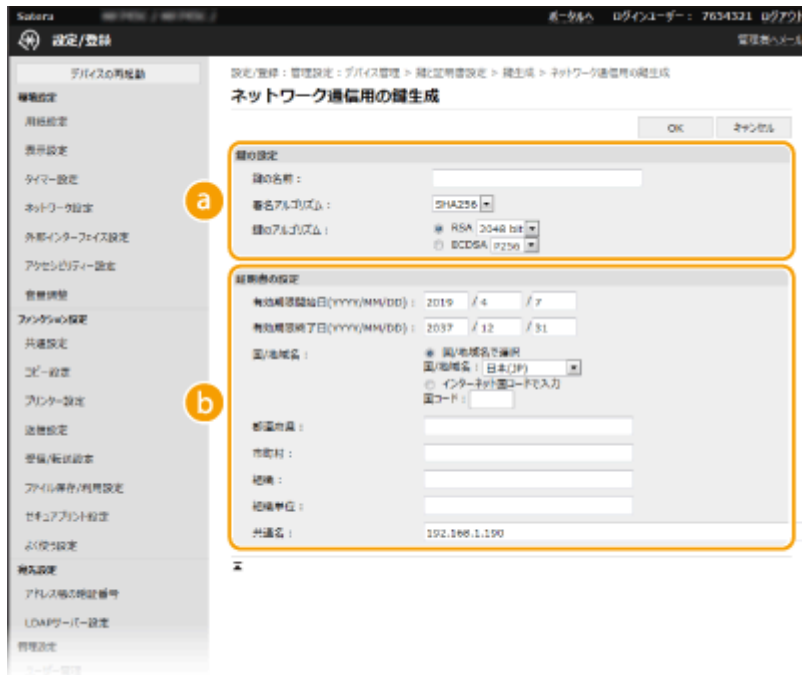 Satera
ポータルへ ログインユーザー： 7654321 ログアウト
設定/登録
管理者へメール
デバイスの再起動
環境設定
用紙設定
表示設定
タイマー設定
ネットワーク設定
外部インターフェイス設定
アクセシビリティー設定
音量調整
ファンクション設定
共通設定
コピー設定
プリンター設定
送信設定
受信/転送設定
ファイル保存/利用設定
セキュアプリント設定
よく使う設定
宛先設定
アドレス帳の暗証番号
LDAPサーバー設定
管理設定
ユーザー管理
設定/登録 : 管理設定 : デバイス管理 > 鍵と証明書設定 > 鍵生成 > ネットワーク通信用の鍵生成
ネットワーク通信用の鍵生成
OK キャンセル
a
鍵の設定
鍵の名前：
署名アルゴリズム： SHA256
鍵のアルゴリズム： RSA 2048 bit
ECDSA P256
b
証明書の設定
有効期限開始日(YYYY/MM/DD)： 2019 / 4 / 7
有効期限終了日(YYYY/MM/DD)： 2037 / 12 / 31
国/地域名： 国/地域名で選択
国/地域名： 日本(JP)
インターネット国コードで入力
国コード：
都道府県：
市町村：
組織：
組織単位：
共通名： 192.168.1.190